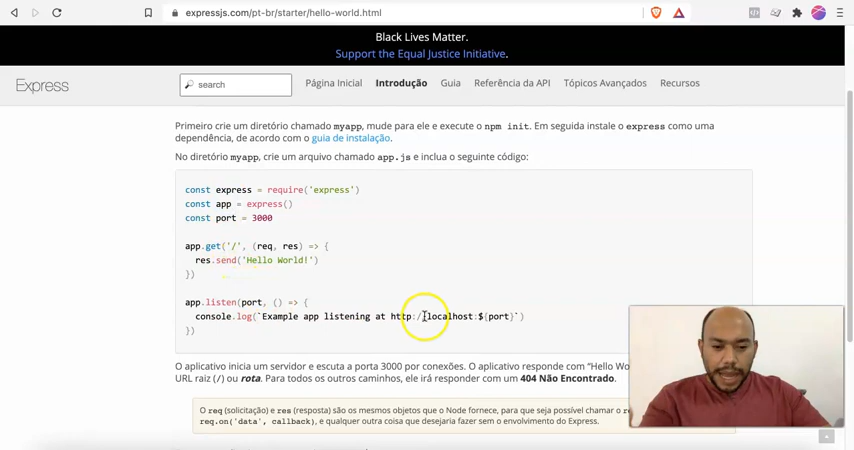 expressjs.com/pt-br/starter/hello-world.html
Black Lives Matter.
Support the Equal Justice Initiative.
Express
search
Página Inicial
Introdução
Guia
Referência da API
Tópicos Avançados
Recursos
Primeiro crie um diretório chamado myapp, mude para ele e execute o npm init. Em seguida instale o express como uma
dependência, de acordo com o guia de instalação.
No diretório myapp, crie um arquivo chamado app.js e inclua o seguinte código:
const express = require('express')
const app = express()
const port = 3000
app.get('/', (req, res) => {
res.send('Hello World!')
})
app.listen(port, () => {
console.log(`Example app listening at http://localhost:${port}`)
})
O aplicativo inicia um servidor e escuta a porta 3000 por conexões. O aplicativo responde com “Hello Wo
URL raiz (/) ou rota. Para todos os outros caminhos, ele irá responder com um 404 Não Encontrado.
O req (solicitação) e res (resposta) são os mesmos objetos que o Node fornece, para que seja possível chamar o
req.on('data', callback), e qualquer outra coisa que desejaria fazer sem o envolvimento do Express.